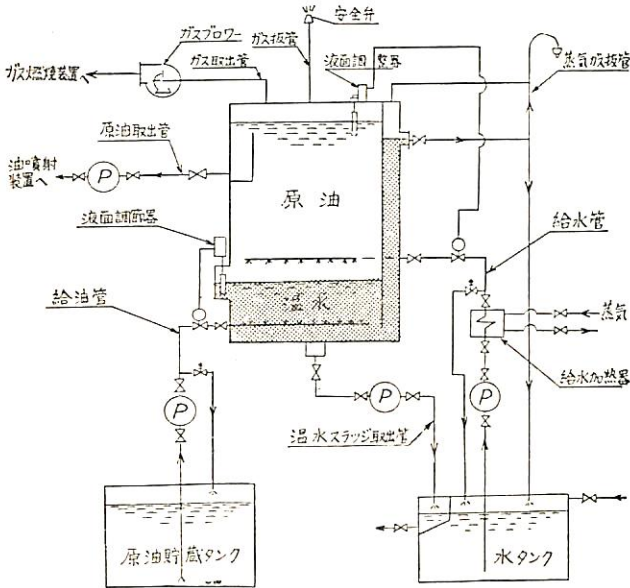 安全弁
ガスブロワー
ガス抜管
ガス取出管
液面調整器
ガス燃焼装置へ
蒸気ガス抜管
原油取出管
油噴射
装置へ
P
原油
液面調節器
給水管
給油管
温水
蒸気
給水加熱器
P
P
P
温水スラッジ取出管
原油貯蔵タンク
水タンク